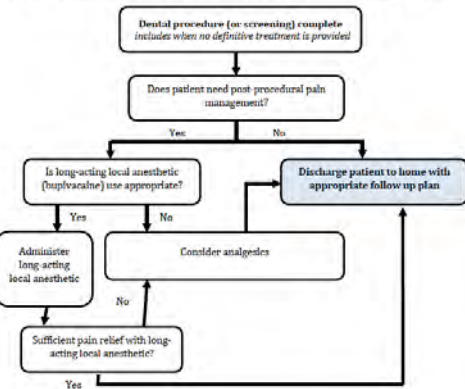 Dental procedure (or screening) complete
includes when no definitive treatment is provided
Does patient need post-procedural pain
management?
Yes
No
Is long-acting local anesthetic
(bupivacaine) use appropriate?
Discharge patient to home with
appropriate follow up plan
Yes
No
Administer
long-acting
local anesthetic
Consider analgesics
No
Sufficient pain relief with long-
acting local anesthetic?
Yes